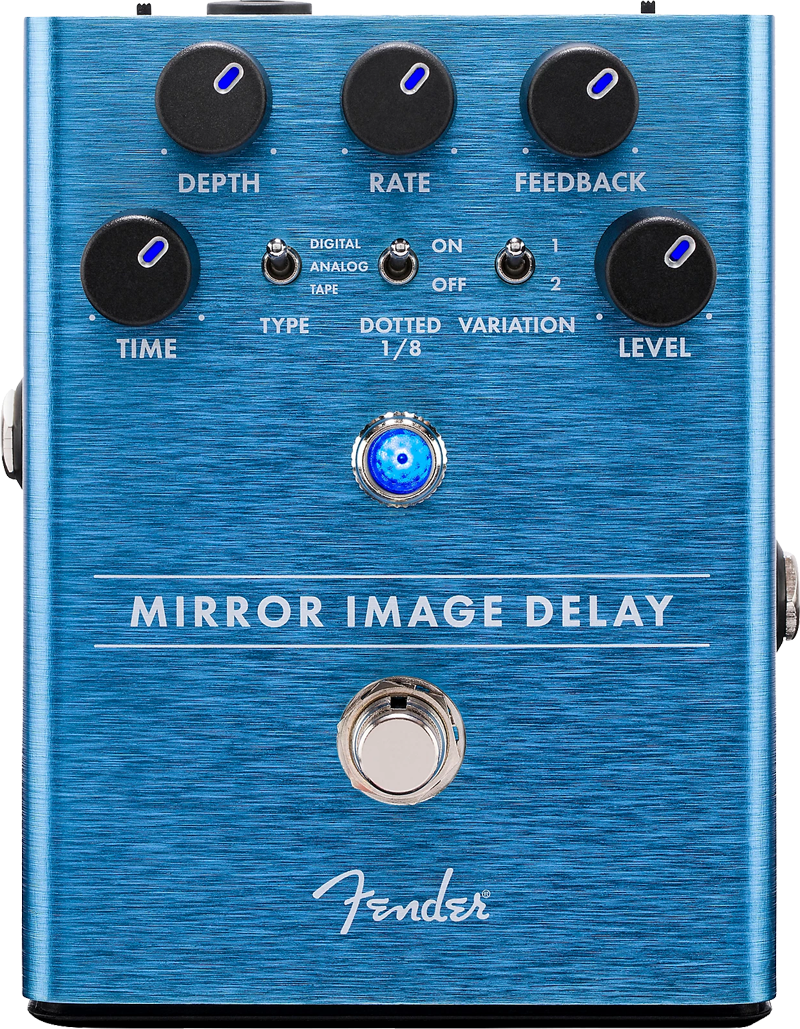 DEPTH RATE FEEDBACK
DIGITAL
ANALOG
TAPE
ON
OFF
1
2
TYPE
DOTTED
1/8
VARIATION
TIME
LEVEL
MIRROR IMAGE DELAY
Fender®